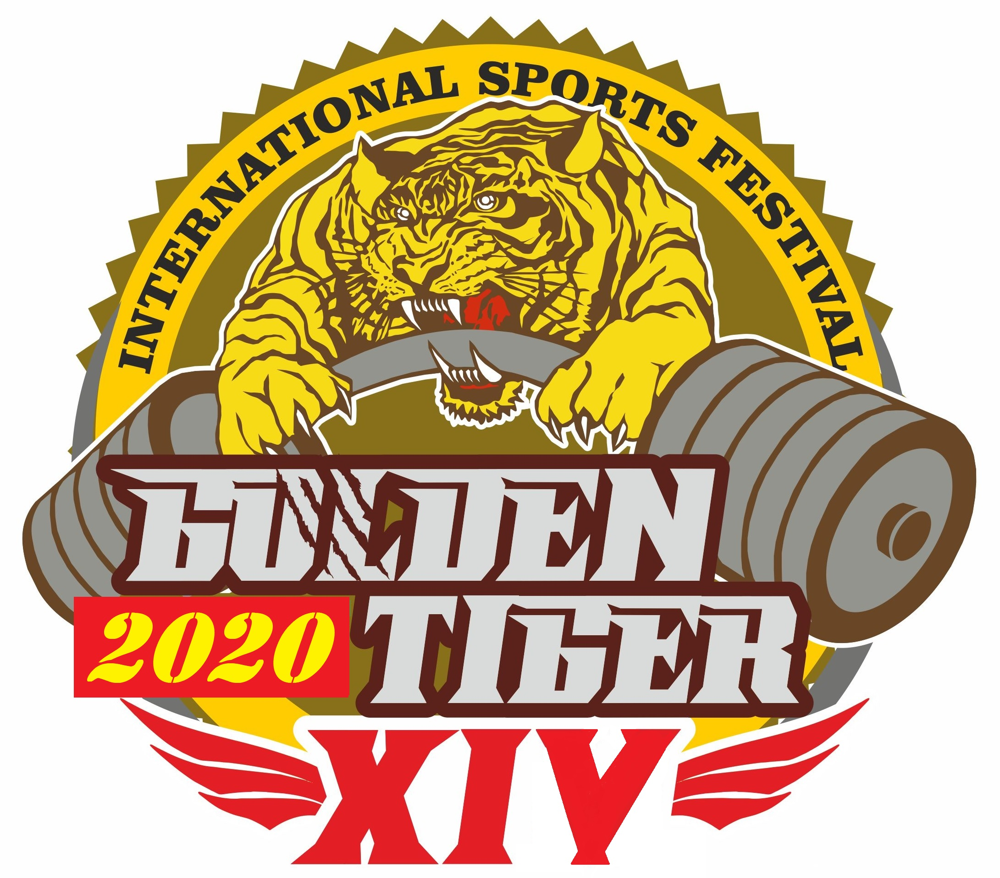 INTERNATIONAL SPORTS FESTIVAL
GOLDEN
2020 TIGER
XIV